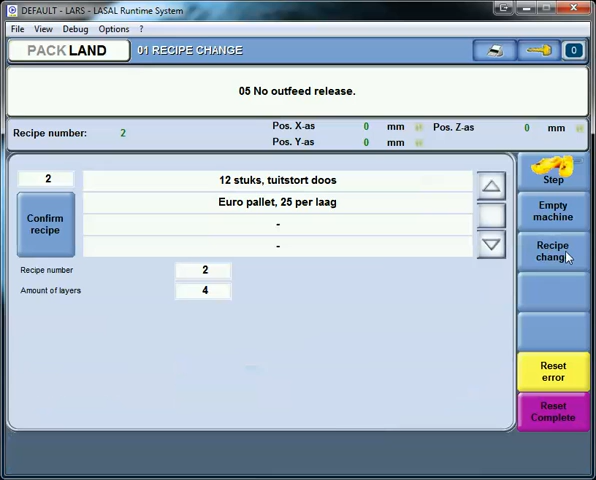 DEFAULT - LARS - LASAL Runtime System
File View Debug Options ?
PACKLAND 01 RECIPE CHANGE 0
05 No outfeed release.
Recipe number: 2 Pos. X-as 0 mm Pos. Z-as 0 mm
Pos. Y-as 0 mm
2
12 stuks, tuitstort doos
Euro pallet, 25 per laag
-
-
Confirm
recipe
Recipe number 2
Amount of layers 4
Step
Empty
machine
Recipe
change
Reset
error
Reset
Complete